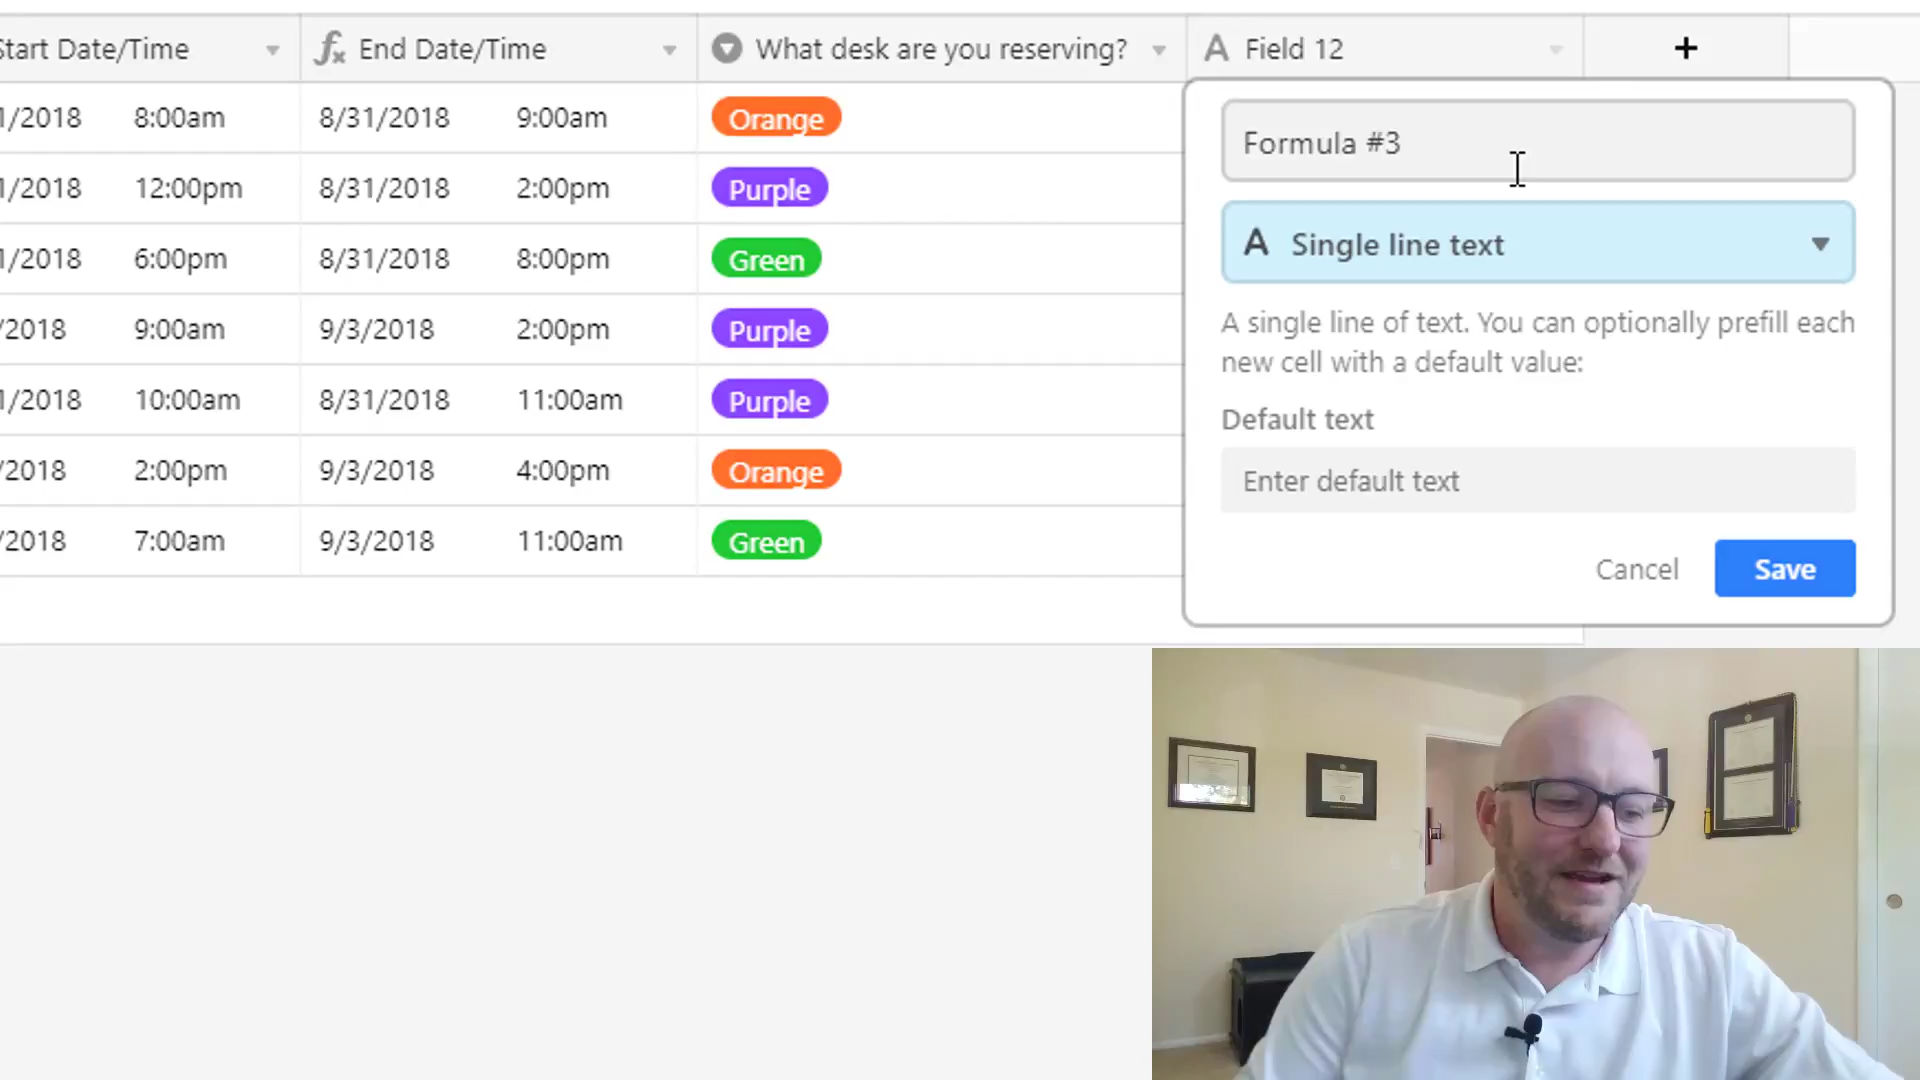 Start Date/Time End Date/Time What desk are you reserving? A Field 12 +
1/2018 8:00am 8/31/2018 9:00am Orange
1/2018 12:00pm 8/31/2018 2:00pm Purple
1/2018 6:00pm 8/31/2018 8:00pm Green
/2018 9:00am 9/3/2018 2:00pm Purple
1/2018 10:00am 8/31/2018 11:00am Purple
/2018 2:00pm 9/3/2018 4:00pm Orange
/2018 7:00am 9/3/2018 11:00am Green
Formula #3
A Single line text
A single line of text. You can optionally prefill each
new cell with a default value:
Default text
Enter default text
Cancel Save